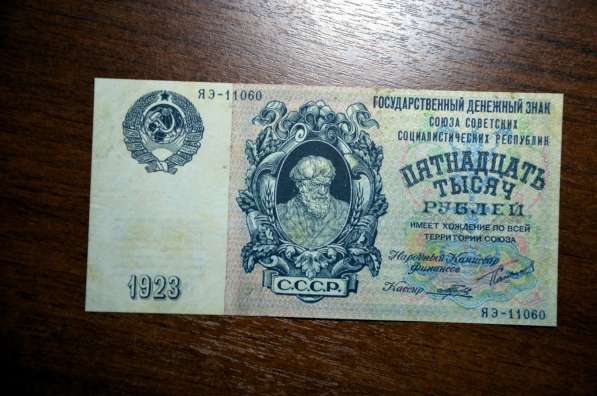 ЯЭ-11060
ГОСУДАРСТВЕННЫЙ ДЕНЕЖНЫЙ ЗНАК
СОЮЗА СОВЕТСКИХ
СОЦИАЛИСТИЧЕСКИХ РЕСПУБЛИК
ПЯТНАДЦАТЬ
ТЫСЯЧ
РУБЛЕЙ
ИМЕЕТ ХОЖДЕНИЕ ПО ВСЕЙ
ТЕРРИТОРИИ СОЮЗА
Народный Комиссар
Финансов
Кассир
С.С.С.Р.
1923
ЯЭ-11060